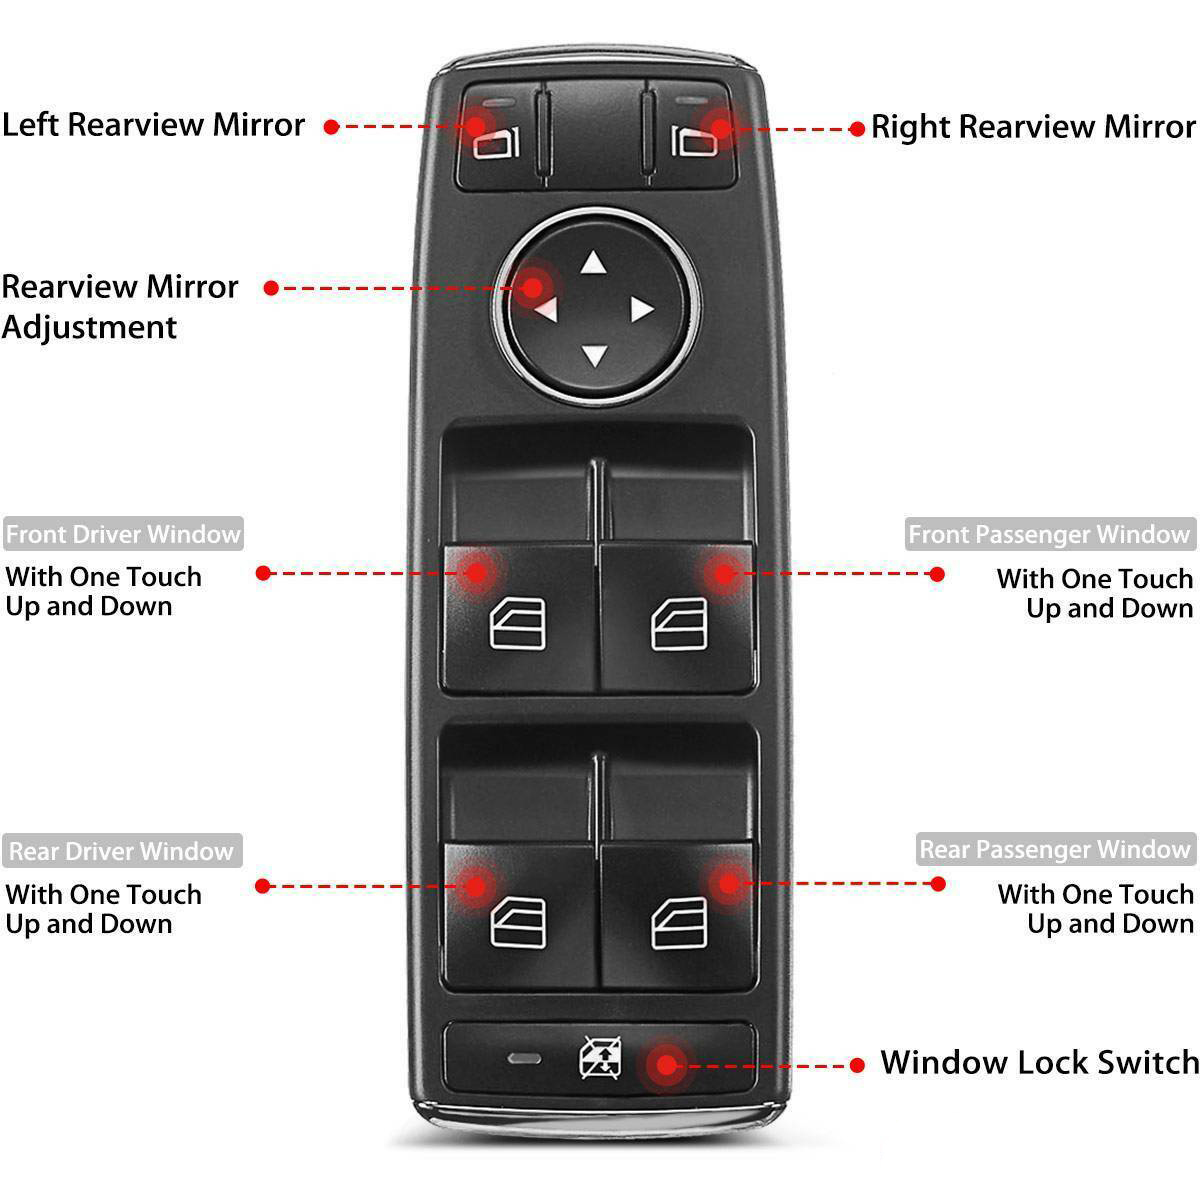 Left Rearview Mirror
Right Rearview Mirror
Rearview Mirror
Adjustment
Front Driver Window
With One Touch
Up and Down
Front Passenger Window
With One Touch
Up and Down
Rear Driver Window
With One Touch
Up and Down
Rear Passenger Window
With One Touch
Up and Down
Window Lock Switch